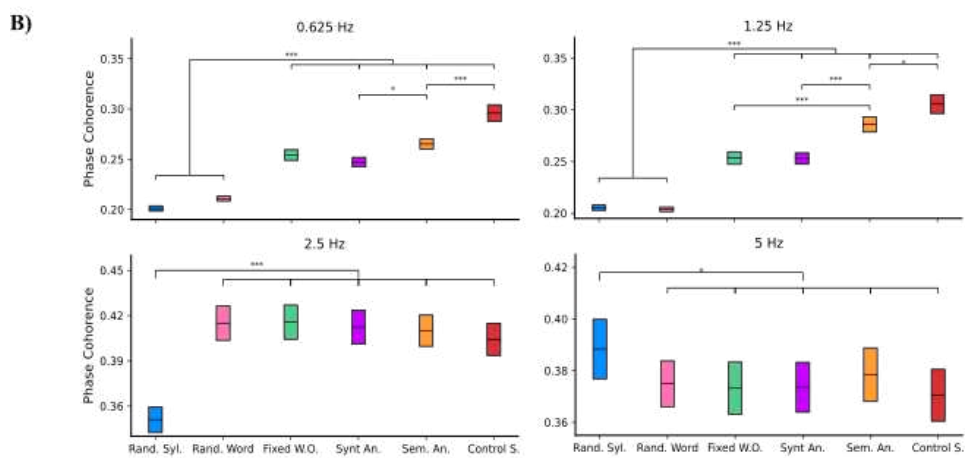 B)
0.625 Hz
1.25 Hz
Phase Coherence
0.35
0.30
0.25
0.20
***
***
*
0.35
0.30
0.25
0.20
***
*
***
***
2.5 Hz
5 Hz
Phase Coherence
0.45
0.42
0.39
0.36
***
0.42
0.40
0.38
0.36
*
Rand. Syl. Rand. Word Fixed W.O. Synt An. Sem. An. Control S.
Rand. Syl. Rand. Word Fixed W.O. Synt An. Sem. An. Control S.